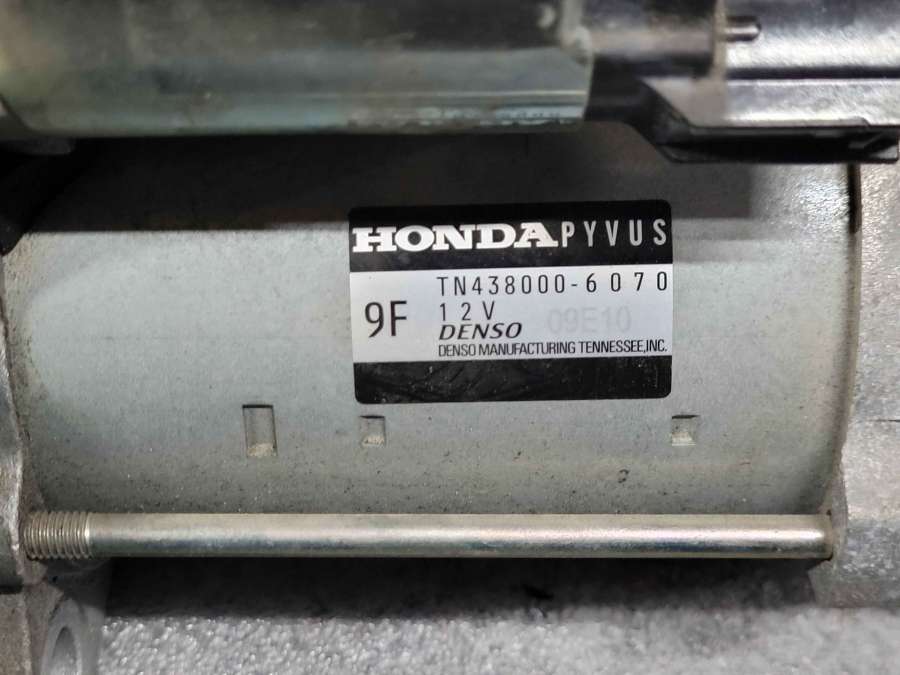 HONDA PYVUS
TN438000-6070
9F
12V
DENSO 09E10
DENSO MANUFACTURING TENNESSEE,INC.